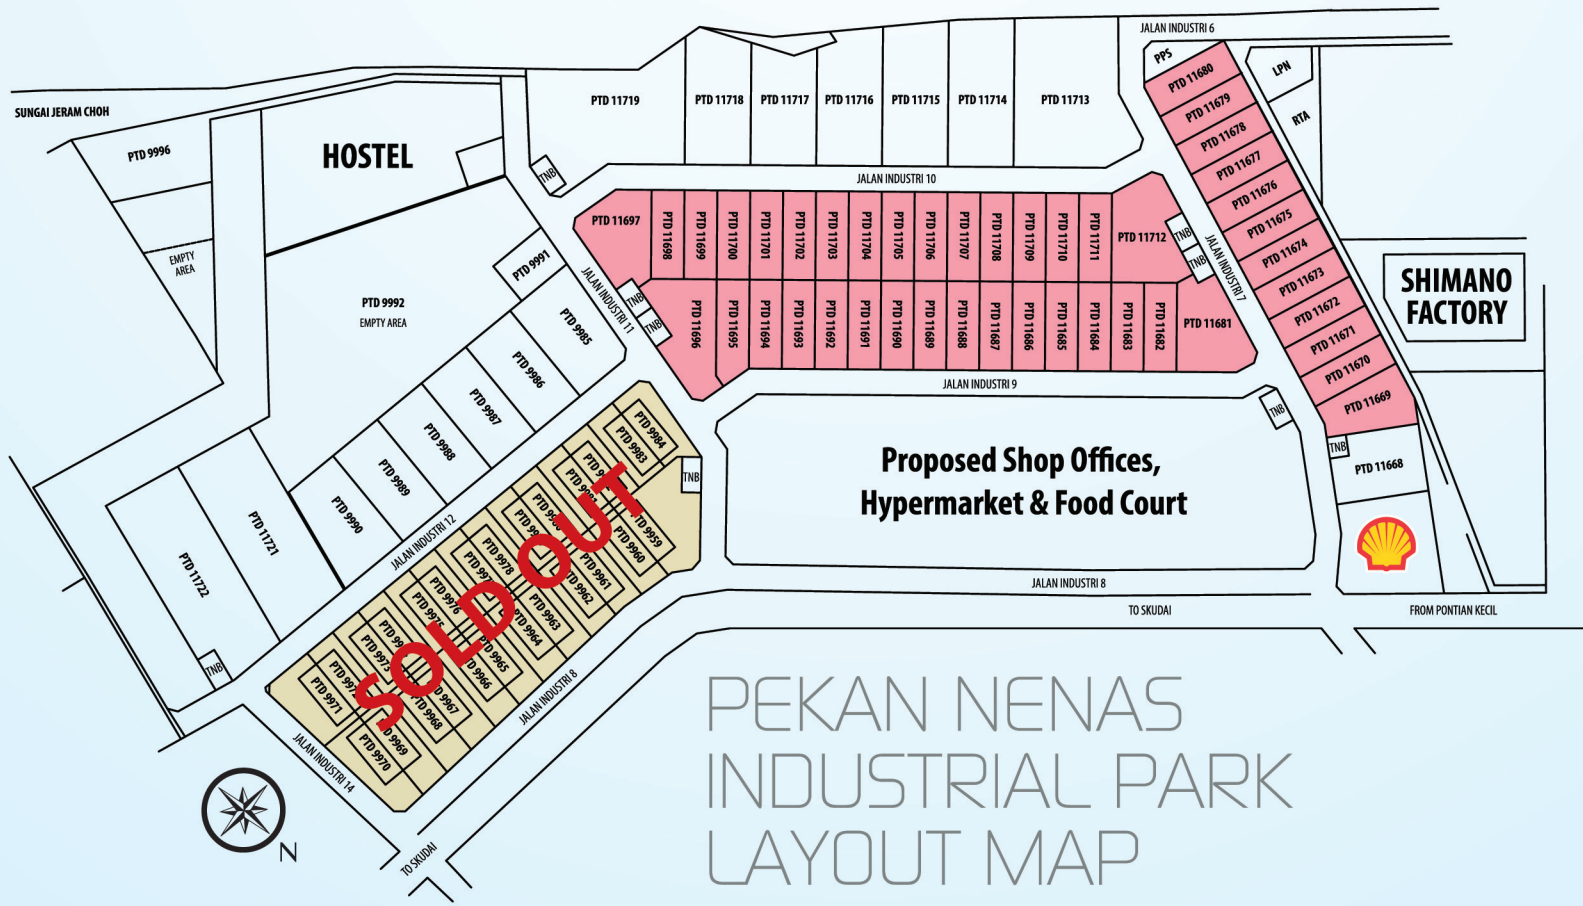 JALAN INDUSTRI 6
SUNGAI JERAM CHOH
PTD 9996
EMPTY
AREA
HOSTEL
TNB
PTD 11719
PTD 11718
PTD 11717
PTD 11716
PTD 11715
PTD 11714
PTD 11713
PPS
LPN
RTA
PTD 11680
PTD 11679
PTD 11678
PTD 11677
PTD 11676
PTD 11675
PTD 11674
PTD 11673
PTD 11672
PTD 11671
PTD 11670
PTD 11669
JALAN INDUSTRI 10
PTD 11697
PTD 11698
PTD 11699
PTD 11700
PTD 11701
PTD 11702
PTD 11703
PTD 11704
PTD 11705
PTD 11706
PTD 11707
PTD 11708
PTD 11709
PTD 11710
PTD 11711
PTD 11712
TNB
TNB
JALAN INDUSTRI 7
SHIMANO
FACTORY
PTD 9991
PTD 9992
EMPTY AREA
JALAN INDUSTRI 11
TNB
TNB
PTD 11696
PTD 11695
PTD 11694
PTD 11693
PTD 11692
PTD 11691
PTD 11690
PTD 11689
PTD 11688
PTD 11687
PTD 11686
PTD 11685
PTD 11684
PTD 11683
PTD 11682
PTD 11681
JALAN INDUSTRI 9
PTD 9985
PTD 9986
PTD 9987
PTD 9988
PTD 9989
PTD 9990
PTD 11721
PTD 11722
TNB
JALAN INDUSTRI 12
TNB
TNB
PTD 11668
Proposed Shop Offices,
Hypermarket & Food Court
PTD 9984
PTD 9983
TNB
PTD 9959
PTD 9960
PTD 9961
PTD 9962
PTD 9963
PTD 9964
PTD 9965
9966
9967
PTD 9968
9969
PTD 9970
PTD 9971
PTD 9973
PTD 9975
PTD 9976
PTD 9978
SOLD OUT
JALAN INDUSTRI 8
JALAN INDUSTRI 8
TO SKUDAI
FROM PONTIAN KECIL
JALAN INDUSTRI 14
TO SKUDAI
N
PEKAN NENAS
INDUSTRIAL PARK
LAYOUT MAP